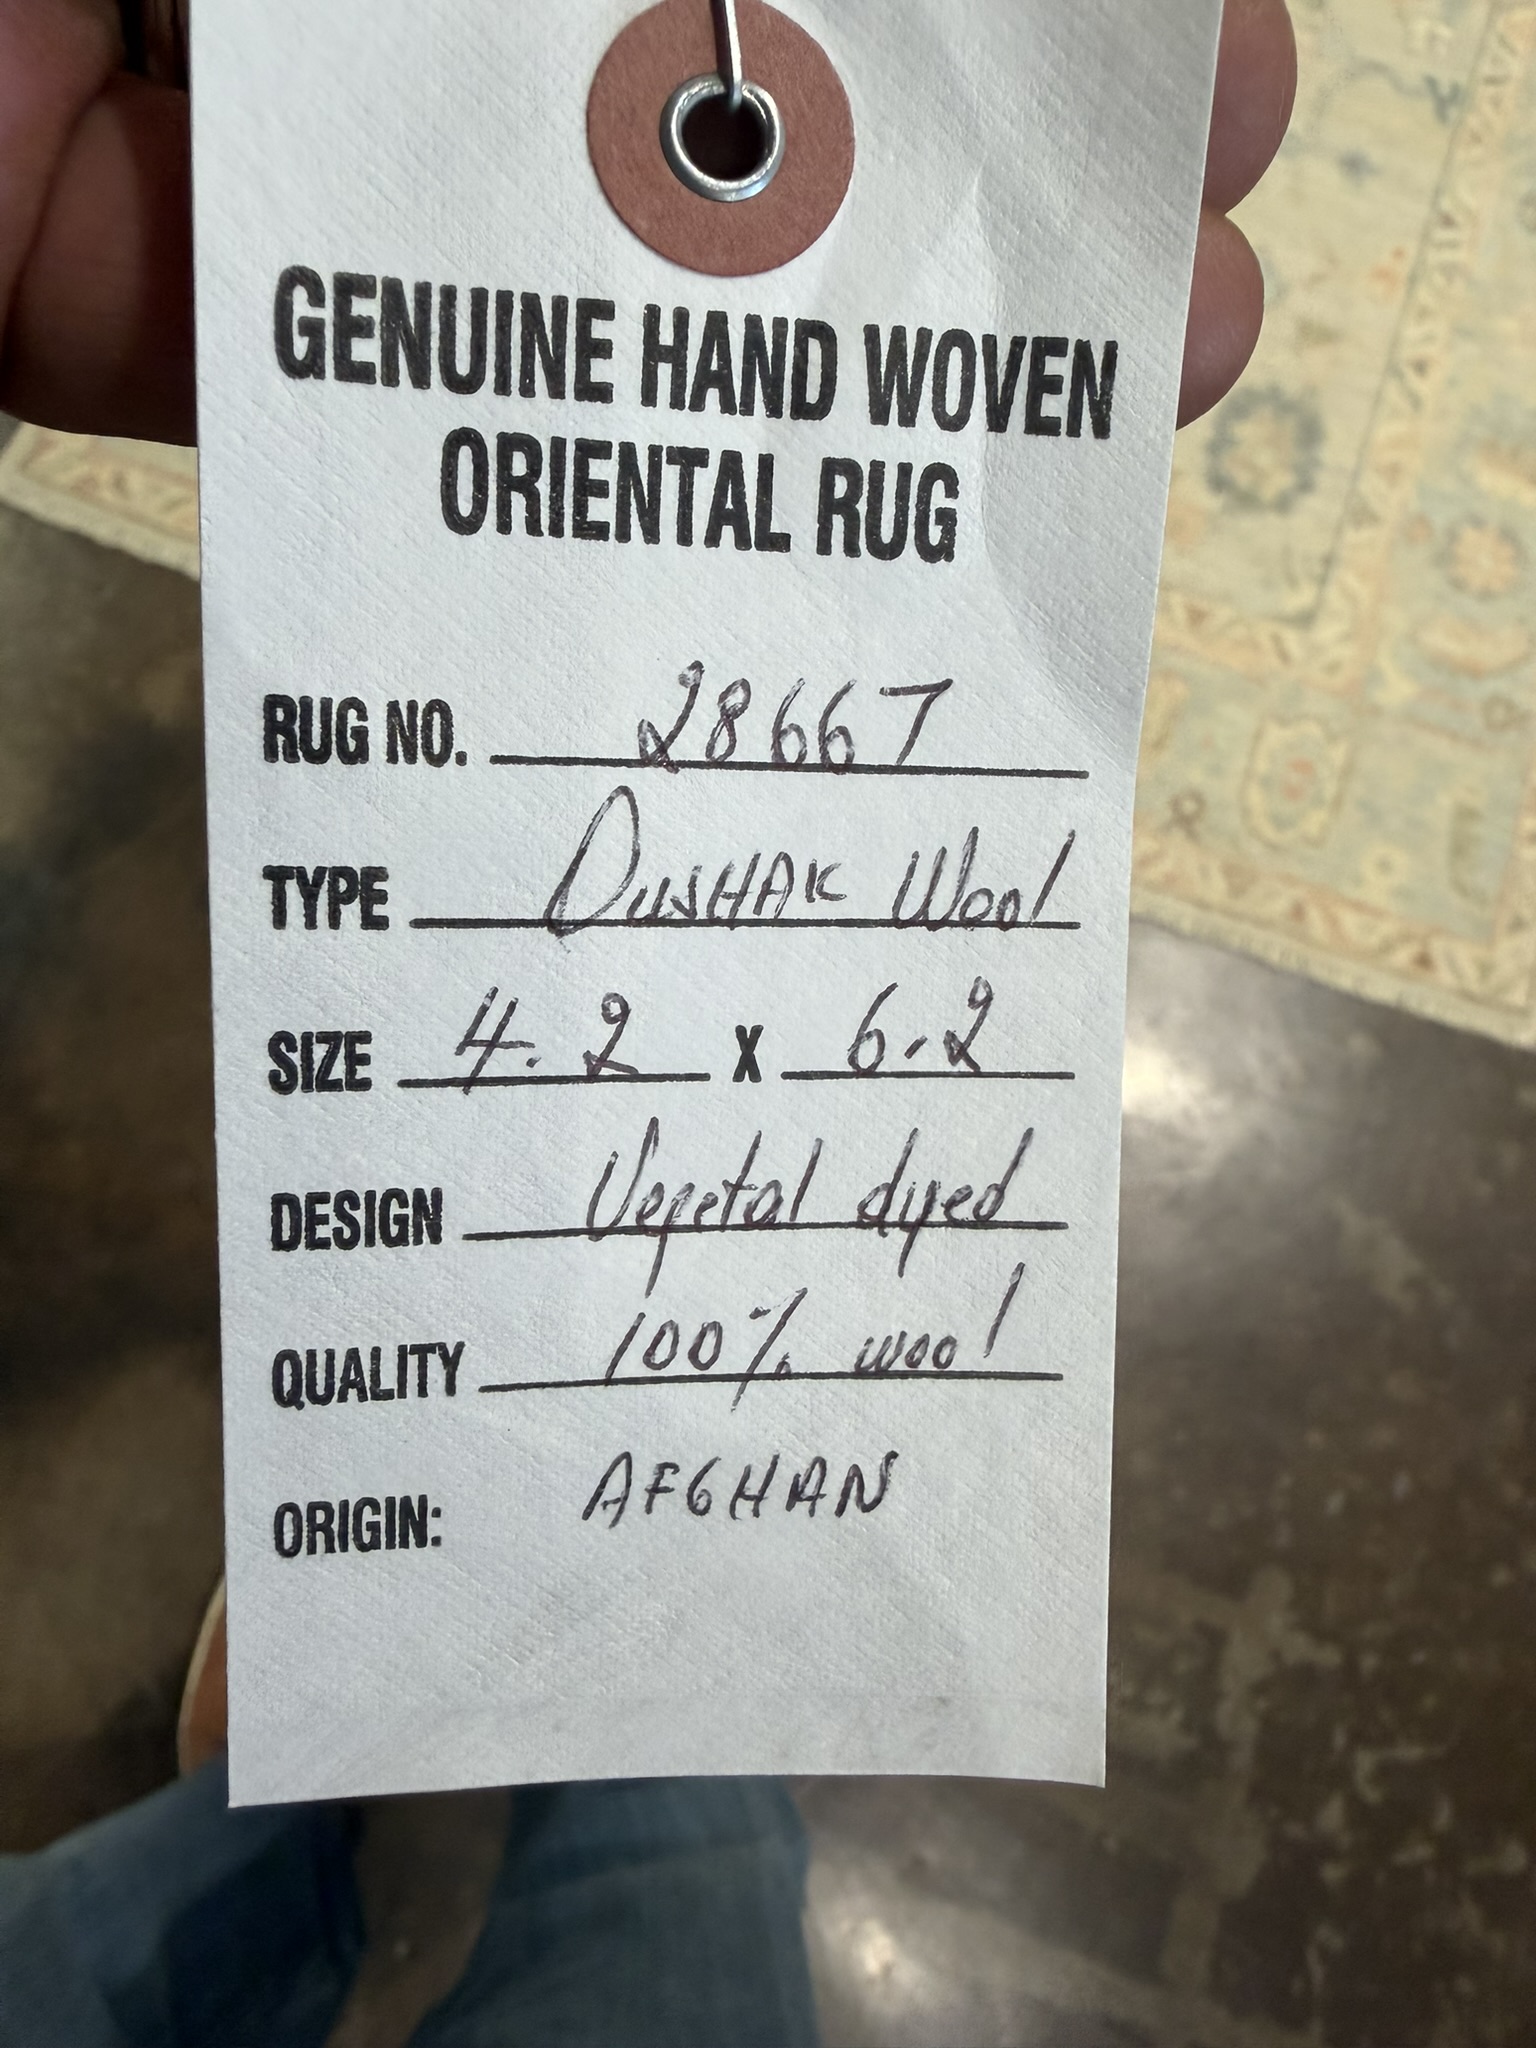 GENUINE HAND WOVEN
ORIENTAL RUG
RUG NO. 28667
TYPE OUSHAK Wool
SIZE 4.2 X 6.2
DESIGN Vegetal dyed
QUALITY 100% wool
ORIGIN: AFGHAN